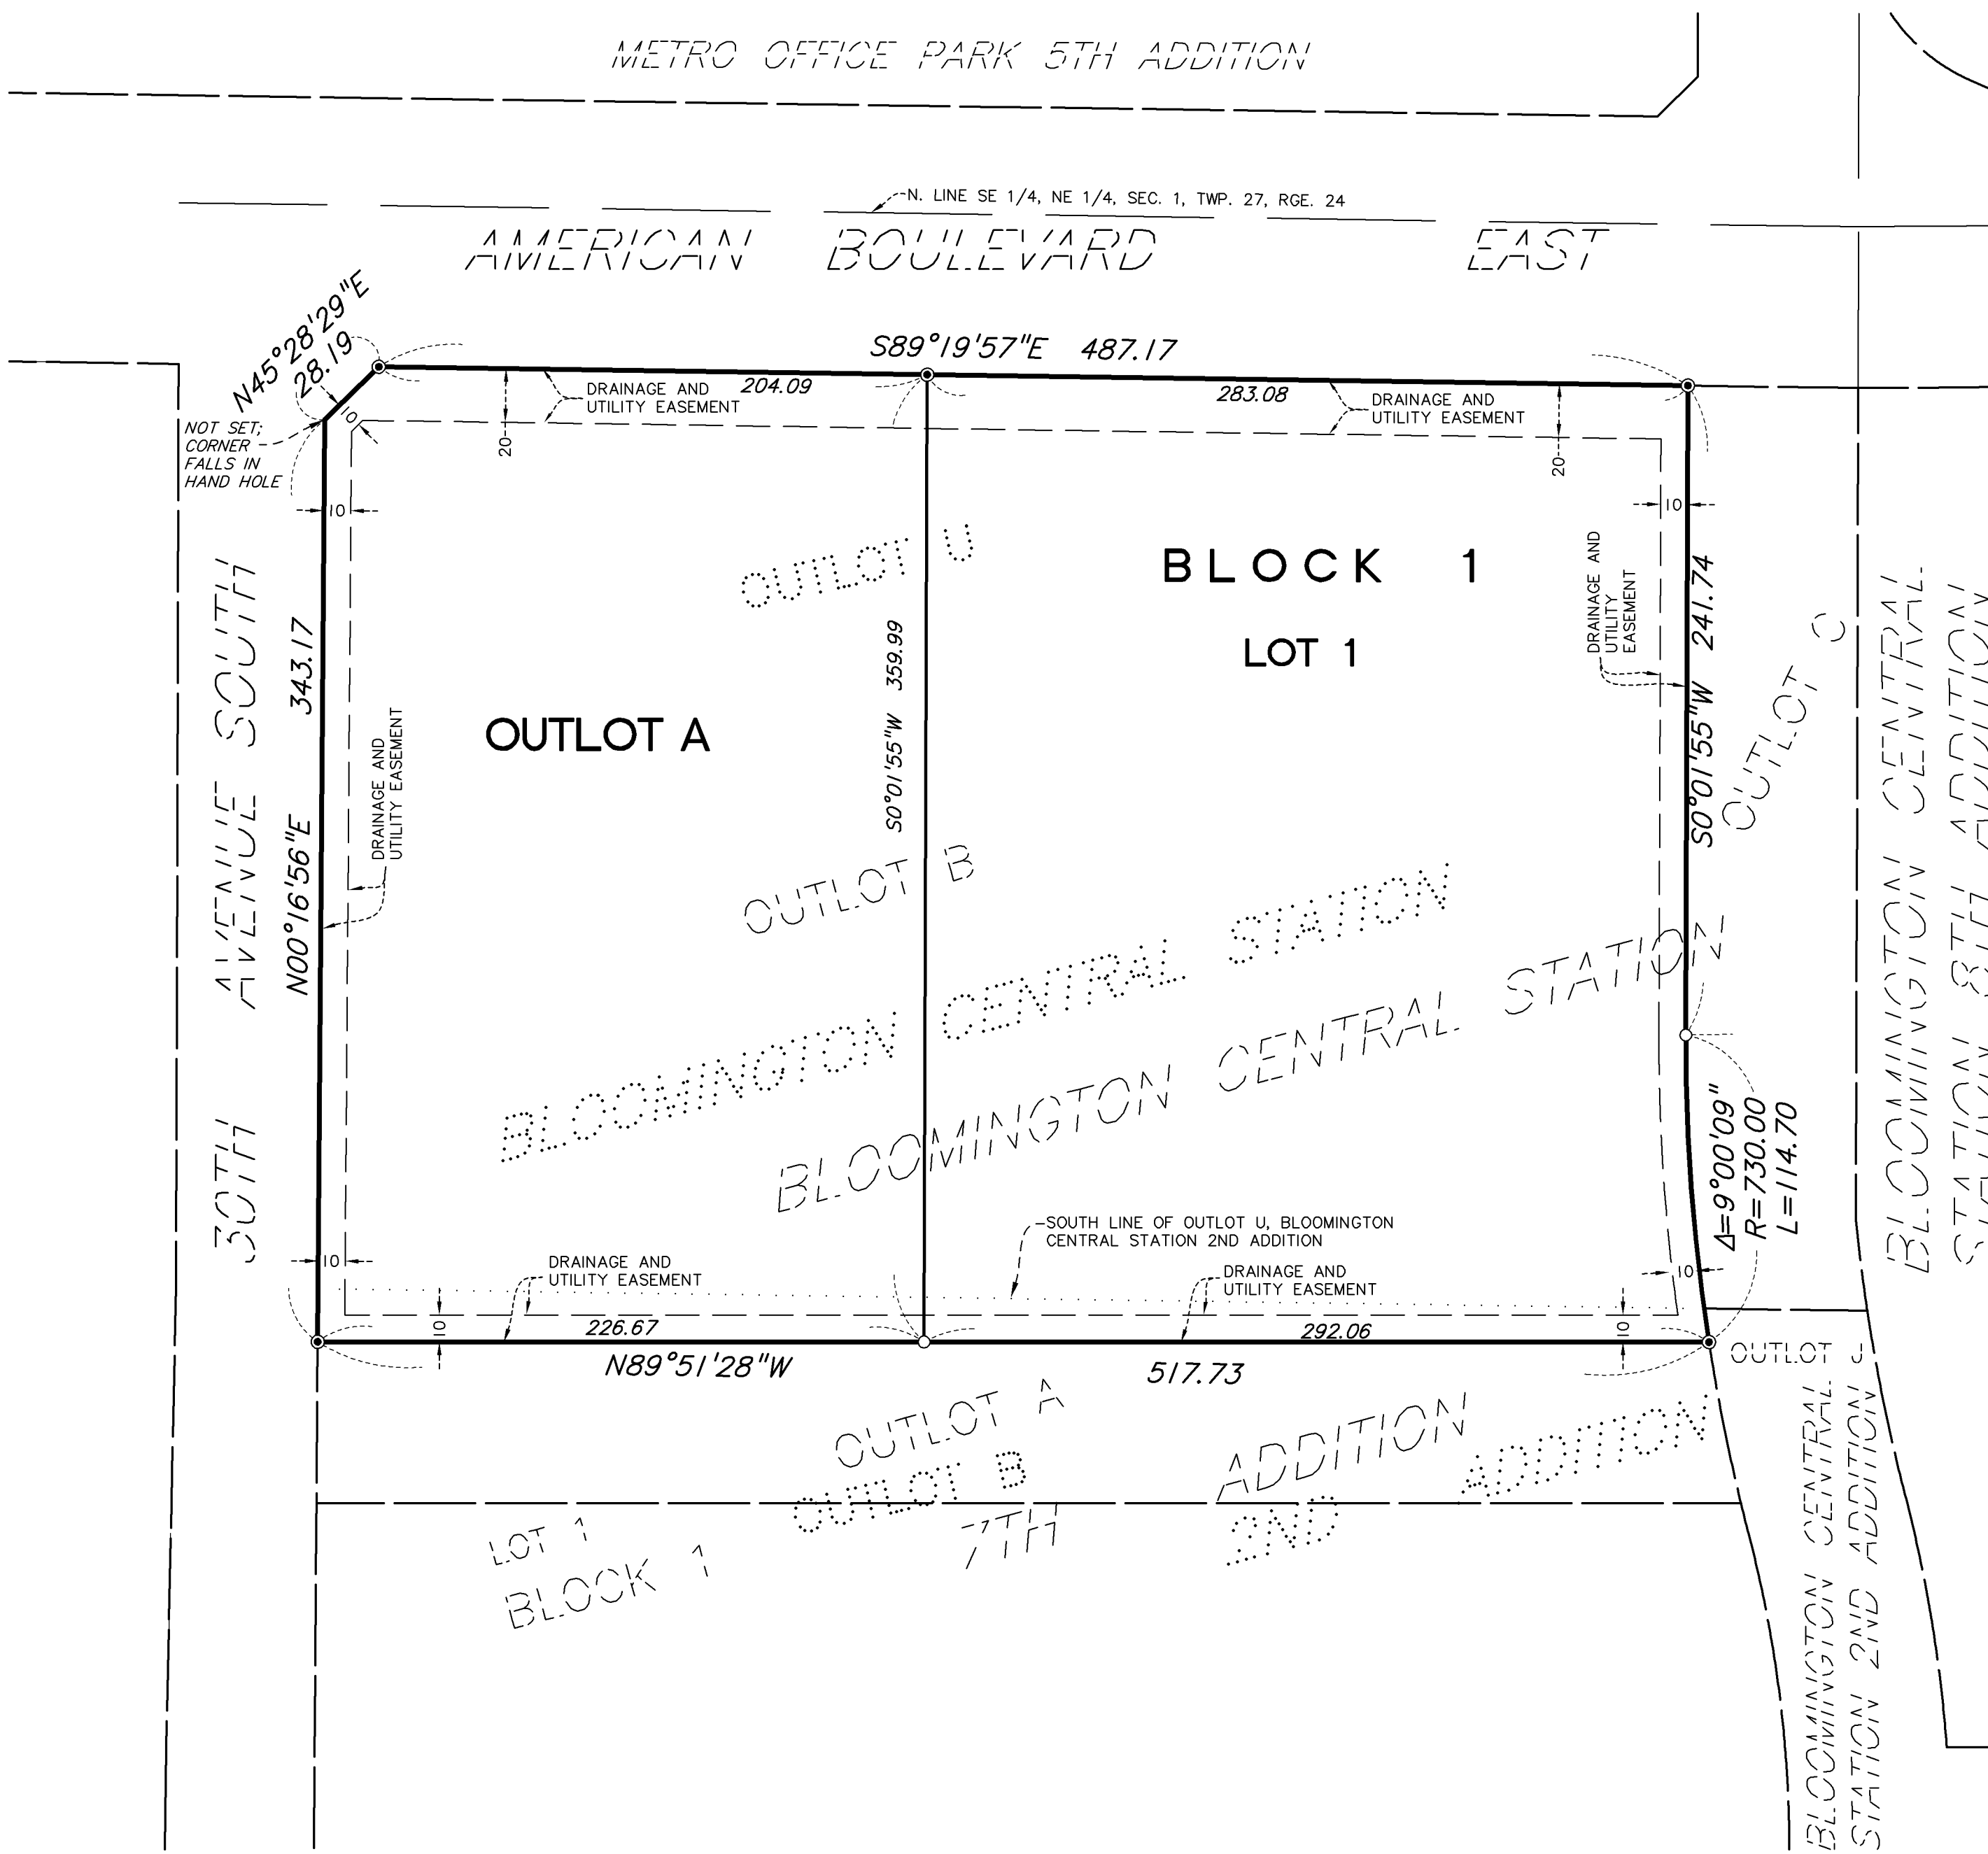 METRO OFFICE PARK 5TH ADDITION
N. LINE SE 1/4, NE 1/4, SEC. 1, TWP. 27, RGE. 24
AMERICAN BOULEVARD EAST
N45°28'29"E
28.19
S89°19'57"E 487.17
204.09
283.08
DRAINAGE AND
UTILITY EASEMENT
DRAINAGE AND
UTILITY EASEMENT
NOT SET;
CORNER
FALLS IN
HAND HOLE
10
20
20
10
10
OUTLOT U
BLOCK 1
LOT 1
OUTLOT A
30TH AVENUE SOUTH
N00°16'56"E 343.17
DRAINAGE AND
UTILITY EASEMENT
S0°01'55"W 359.99
DRAINAGE AND
UTILITY
EASEMENT
S0°01'55"W 241.74
OUTLOT C
BLOOMINGTON CENTRAL
STATION 8TH ADDITION
OUTLOT B
BLOOMINGTON CENTRAL STATION
BLOOMINGTON CENTRAL STATION
Δ=9°00'09"
R=730.00
L=114.70
SOUTH LINE OF OUTLOT U, BLOOMINGTON
CENTRAL STATION 2ND ADDITION
DRAINAGE AND
UTILITY EASEMENT
DRAINAGE AND
UTILITY EASEMENT
10
10
10
10
226.67
292.06
N89°51'28"W
517.73
OUTLOT J
BLOOMINGTON CENTRAL
STATION 2ND ADDITION
OUTLOT A
OUTLOT B
7TH ADDITION
2ND ADDITION
LOT 1
BLOCK 1